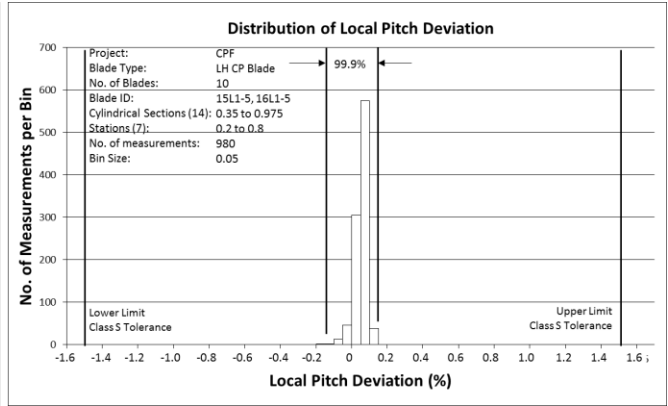 Distribution of Local Pitch Deviation
700
600
500
400
300
200
100
0
No. of Measurements per Bin
Project: CPF
Blade Type: LH CP Blade
No. of Blades: 10
Blade ID: 15L1-5, 16L1-5
Cylindrical Sections (14): 0.35 to 0.975
Stations (7): 0.2 to 0.8
No. of measurements: 980
Bin Size: 0.05
99.9%
Lower Limit
Class S Tolerance
Upper Limit
Class S Tolerance
-1.6 -1.4 -1.2 -1.0 -0.8 -0.6 -0.4 -0.2 0 0.2 0.4 0.6 0.8 1.0 1.2 1.4 1.6
Local Pitch Deviation (%)